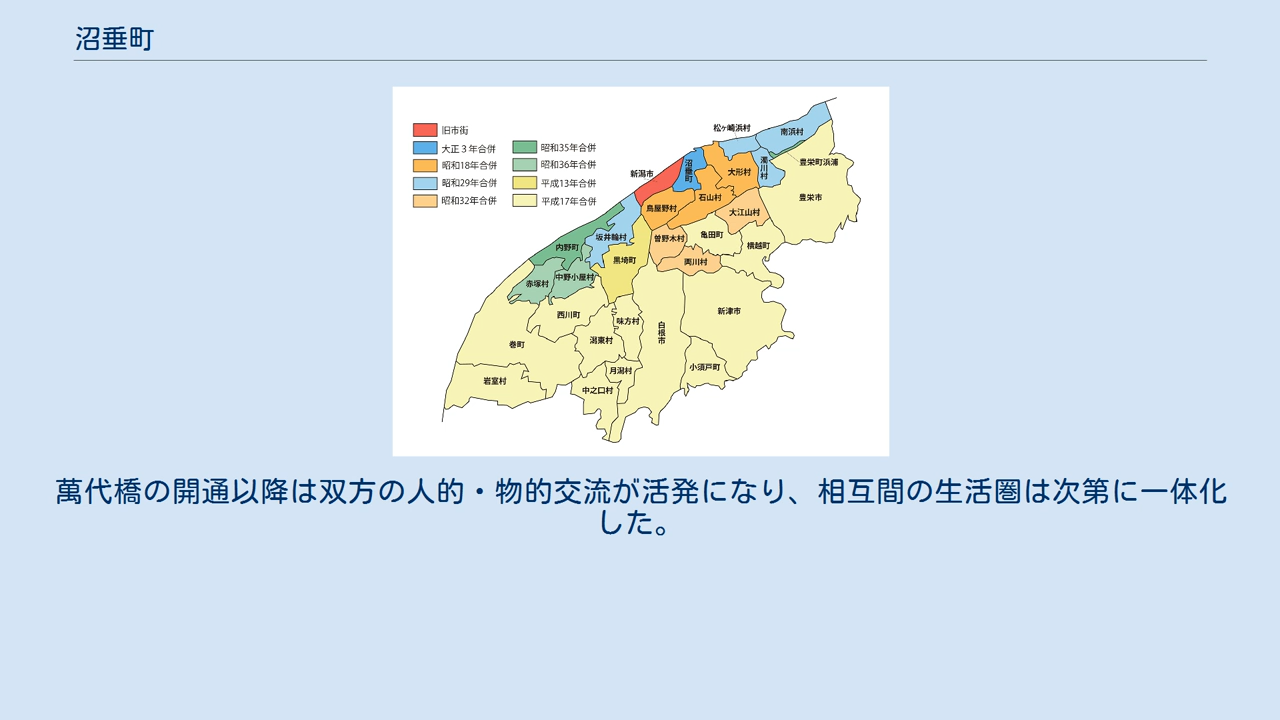 沼垂町
旧市街
大正３年合併
昭和18年合併
昭和29年合併
昭和32年合併
昭和35年合併
昭和36年合併
平成13年合併
平成17年合併
松ヶ崎浜村
南浜村
濁川村
豊栄町浜浦
新潟市
沼垂町
大形村
石山村
鳥屋野村
豊栄市
大江山村
坂井輪村
曽野木村
亀田町
横越町
内野町
黒埼町
両川村
赤塚村
中野小屋村
西川町
味方村
白根市
新津市
巻町
潟東村
月潟村
小須戸町
岩室村
中之口村
萬代橋の開通以降は双方の人的・物的交流が活発になり、相互間の生活圏は次第に一体化
した。